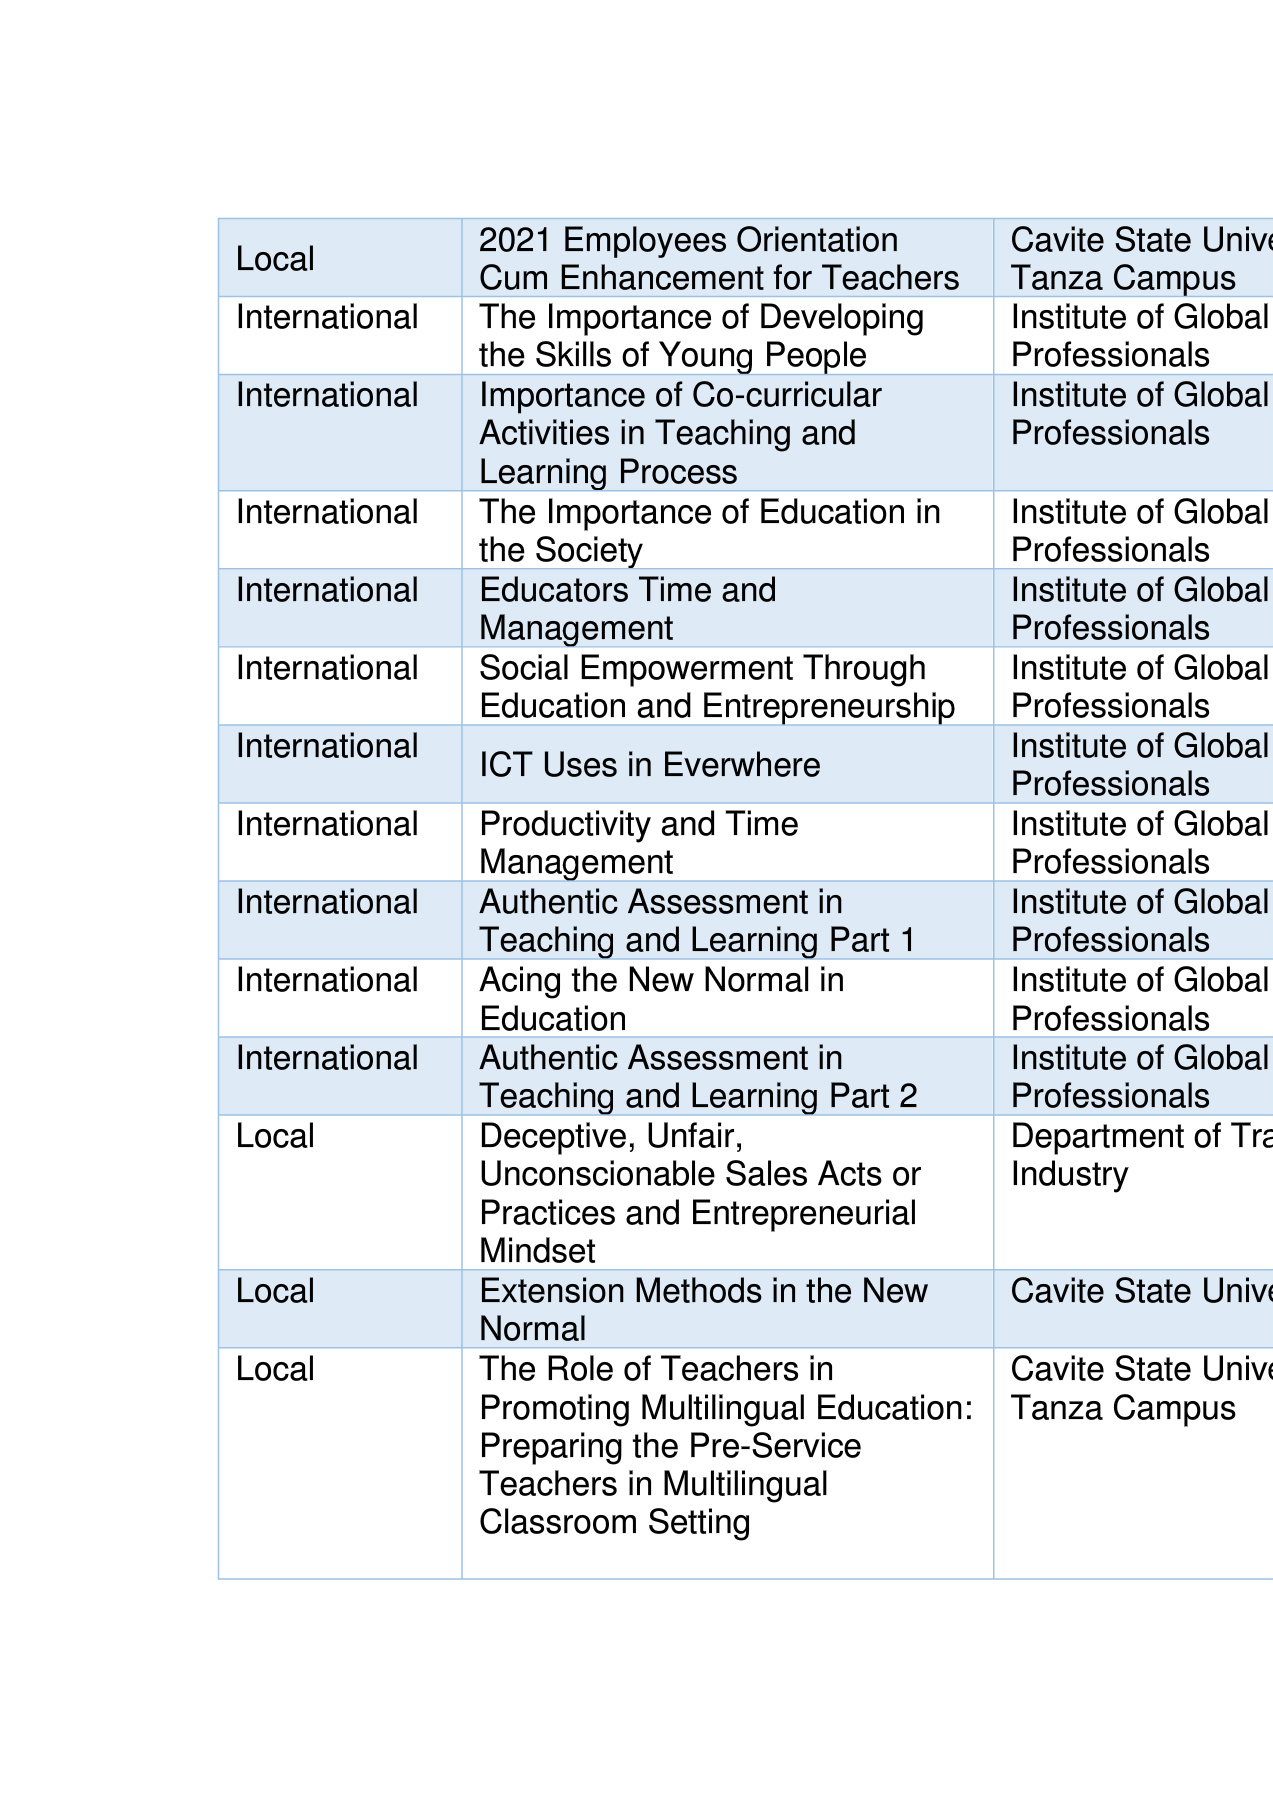 Local
2021 Employees Orientation
Cum Enhancement for Teachers
Cavite State
Tanza Campus
International
The Importance of Developing
the Skills of Young People
Institute of Global
Professionals
International
Importance of Co-curricular
Activities in Teaching and
Learning Process
Institute of Global
Professionals
International
The Importance of Education in
the Society
Institute of Global
Professionals
International
Educators Time and
Management
Institute of Global
Professionals
International
Social Empowerment Through
Education and Entrepreneurship
Institute of Global
Professionals
International
ICT Uses in Everwhere
Institute of Global
Professionals
International
Productivity and Time
Management
Institute of Global
Professionals
International
Authentic Assessment in
Teaching and Learning Part 1
Institute of Global
Professionals
International
Acing the New Normal in
Education
Institute of Global
Professionals
International
Authentic Assessment in
Teaching and Learning Part 2
Institute of Global
Professionals
Local
Deceptive, Unfair,
Unconscionable Sales Acts or
Practices and Entrepreneurial
Mindset
Department of
Industry
Local
Extension Methods in the New
Normal
Cavite State
Local
The Role of Teachers in
Promoting Multilingual Education:
Preparing the Pre-Service
Teachers in Multilingual
Classroom Setting
Cavite State
Tanza Campus